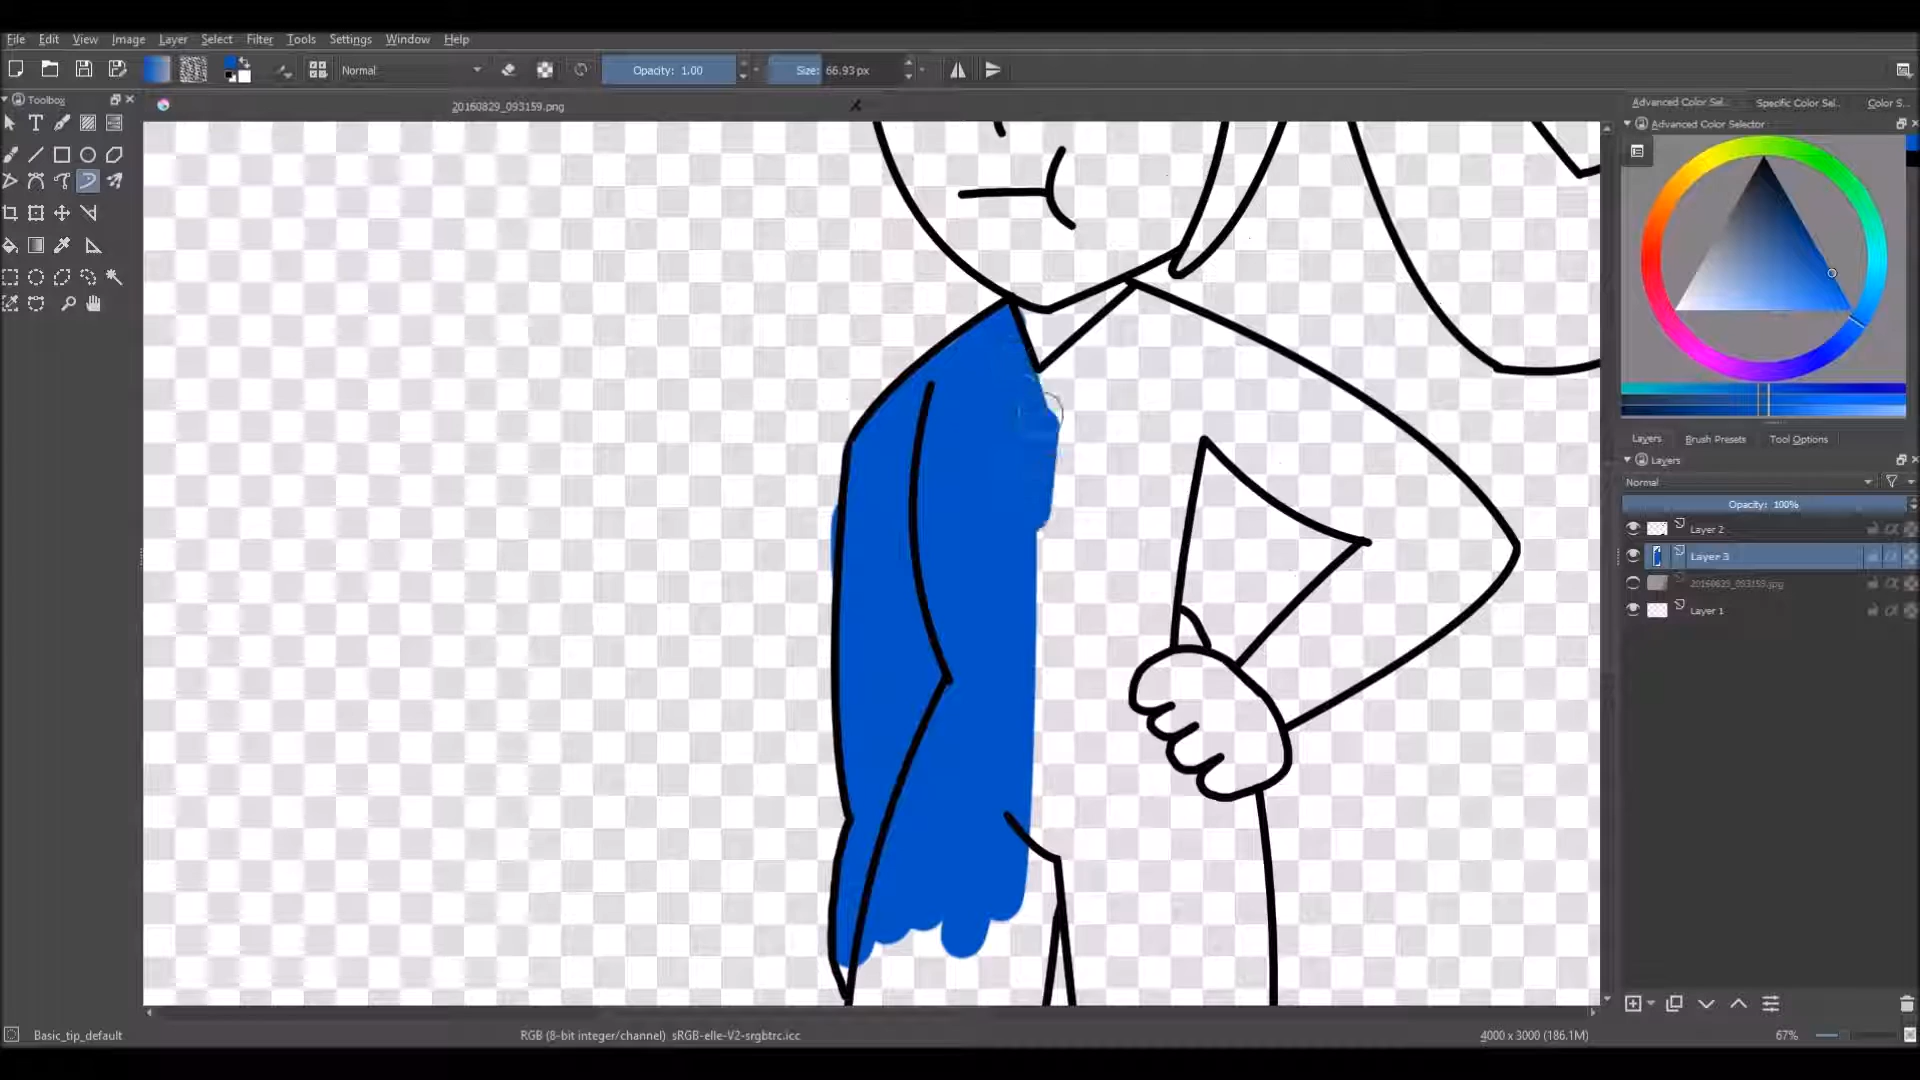 File Edit View Image Layer Select Filter Tools Settings Window Help
Normal Opacity: 1.00 Size: 66.93 px
Toolbox
20160829_093159.png
Advanced Color Sel... Specific Color Sel... Color S...
Advanced Color Selector
Layers Brush Presets Tool Options
Layers
Normal
Opacity: 100%
Layer 2
Layer 3
20160829_093159.jpg
Layer 1
Basic_tip_default RGB (8-bit integer/channel) sRGB-elle-V2-srgbtrc.icc 4000 x 3000 (186.1M) 67%